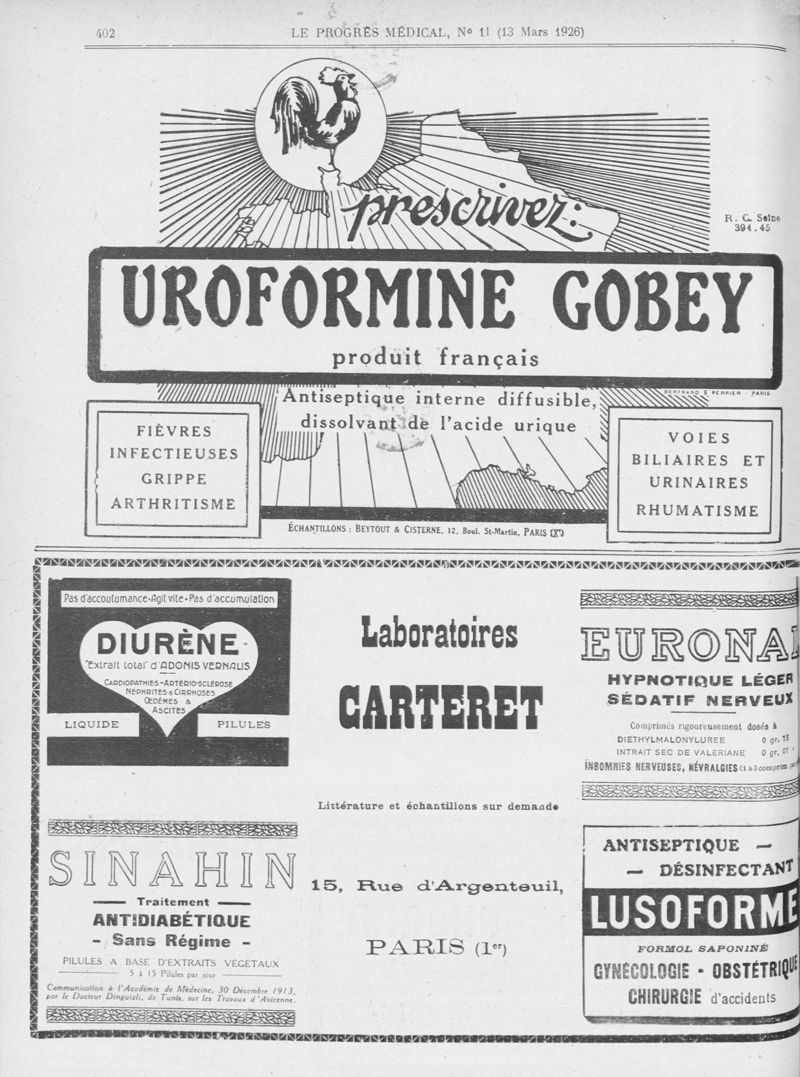 402
LE PROGRÈS MÉDICAL, Nº 11 (13 Mars 1926)
prescrivez:
R. C. Seine
394.45
UROFORMINE GOBEY
produit français
BERTRAND & PERRIER - PARIS
Antiseptique interne diffusible,
dissolvant de l'acide urique
FIÈVRES
INFECTIEUSES
GRIPPE
ARTHRITISME
VOIES
BILIAIRES ET
URINAIRES
RHUMATISME
ÉCHANTILLONS : BEYTOUT & CISTERNE, 12, Boul. St-Martin, PARIS (Xe)
Pas d'accoutumance - Agit vite - Pas d'accumulation
DIURÈNE
"Extrait total" d'ADONIS VERNALIS
CARDIOPATHIES - ARTÉRIO-SCLÉROSE
NÉPHRITES & CIRRHOSES
ŒDÈMES &
ASCITES
LIQUIDE
PILULES
Laboratoires
CARTERET
Littérature et échantillons sur demande
15, Rue d'Argenteuil,
PARIS (1er)
EURONAL
HYPNOTIQUE LÉGER
SÉDATIF NERVEUX
Comprimés rigoureusement dosés à
DIETHYLMALONYLUREE 0 gr. 15
INTRAIT SEC DE VALERIANE 0 gr. 01
INSOMNIES NERVEUSES, NÉVRALGIES (1 à 3 comprim.
SINAHIN
Traitement
ANTIDIABÉTIQUE
- Sans Régime -
PILULES A BASE D'EXTRAITS VÉGÉTAUX
5 à 15 Pilules par jour
Communication à l'Académie de Médecine, 30 Décembre 1913,
par le Docteur Dinguizli, de Tunis, sur les Travaux d'Avicenne.
ANTISEPTIQUE —
— DÉSINFECTANT
LUSOFORME
FORMOL SAPONINÉ
GYNÉCOLOGIE - OBSTÉTRIQUE
CHIRURGIE d'accidents